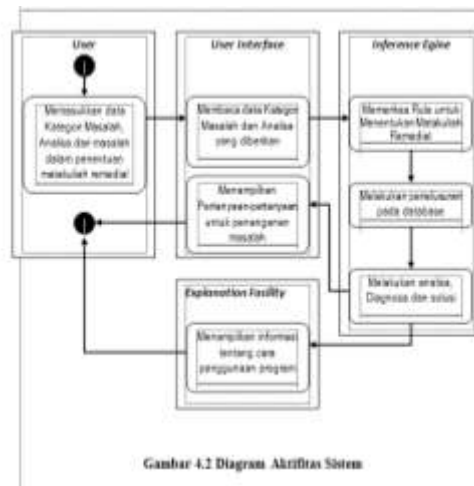 User
Memasukkan data
Kategori Masalah,
Analisa dan masalah
dalam penentuan
matakuliah remedial
User Interface
Membaca data Kategori
Masalah dan Analisa
yang diberikan
Menampilkan
Pertanyaan-pertanyaan
untuk penanganan
masalah
Inference Egine
Memeriksa Rule untuk
Menentukan Matakuliah
Remedial
Melakukan penelusuran
pada database
Melakukan analisa,
Diagnosa dan solusi
Explanation Facility
Menampilkan informasi
tentang cara
penggunaan program
Gambar 4.2 Diagram Aktifitas Sistem